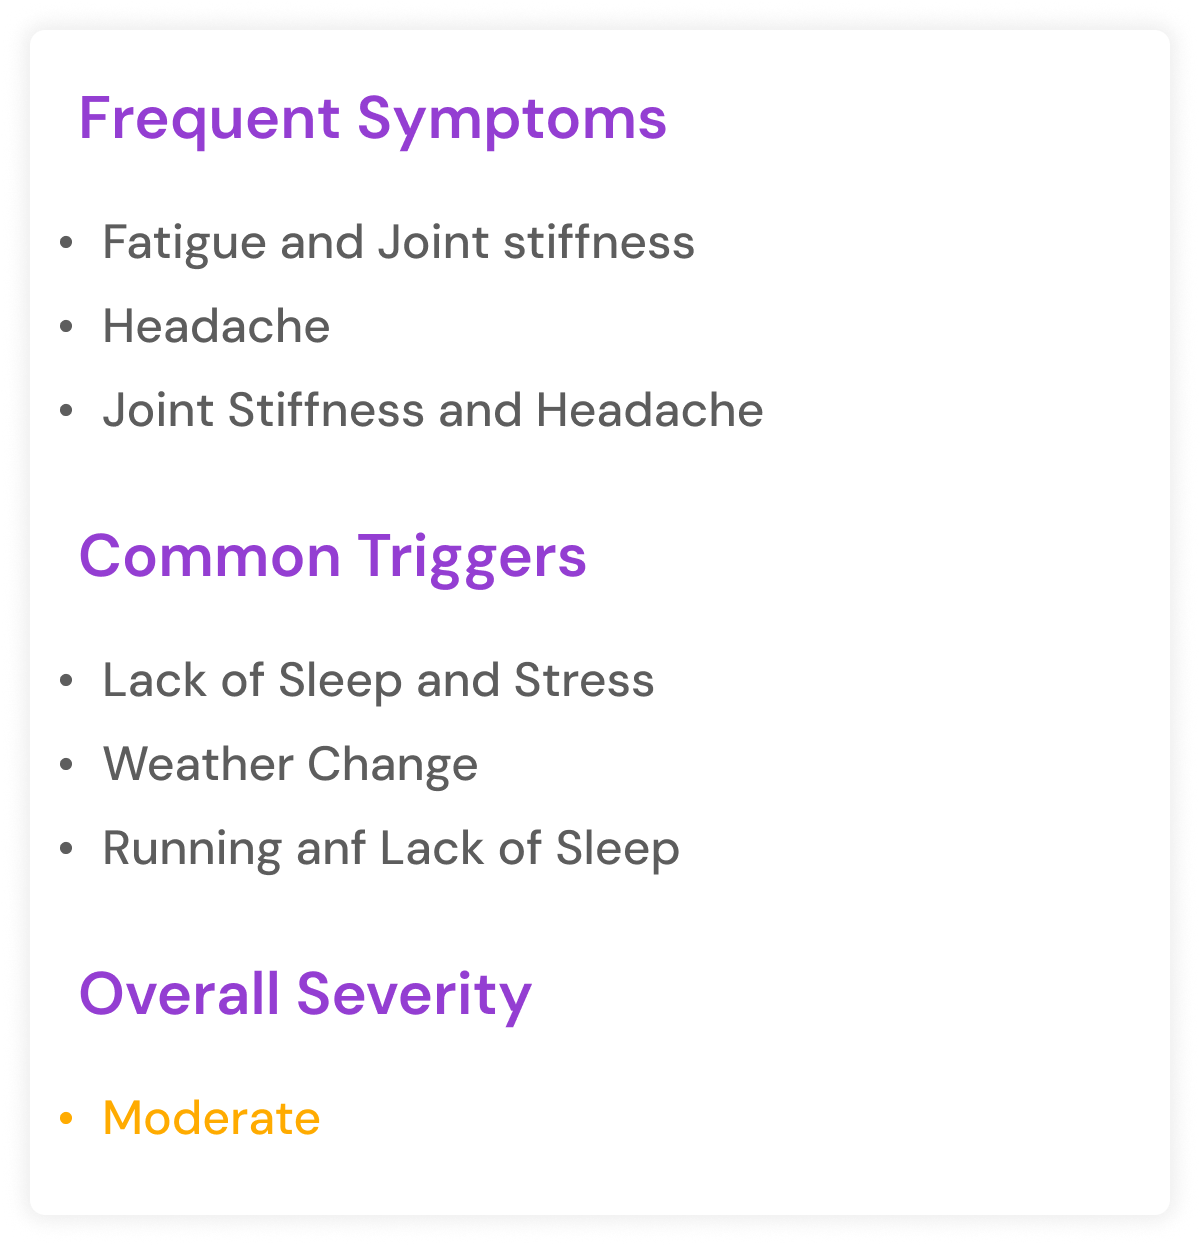 Frequent Symptoms
• Fatigue and Joint stiffness
• Headache
• Joint Stiffness and Headache
Common Triggers
• Lack of Sleep and Stress
• Weather Change
• Running anf Lack of Sleep
Overall Severity
• Moderate